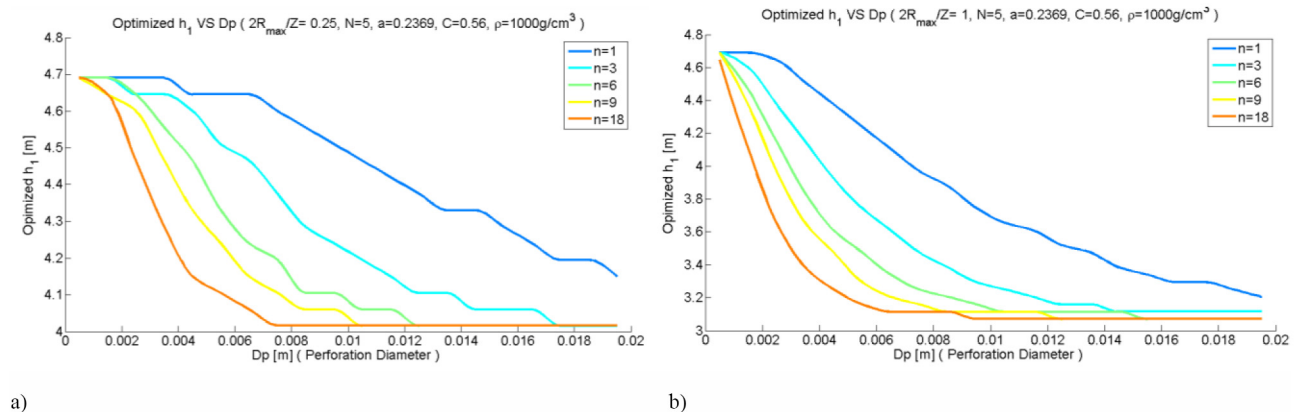 Optimized h1 VS Dp ( 2Rmax/Z= 0.25, N=5, a=0.2369, C=0.56, ρ=1000g/cm3 )
4.8
4.7
4.6
4.5
4.4
4.3
4.2
4.1
4
Opimized h1 [m]
n=1
n=3
n=6
n=9
n=18
0 0.002 0.004 0.006 0.008 0.01 0.012 0.014 0.016 0.018 0.02
Dp [m] ( Perforation Diameter )
a)
Optimized h1 VS Dp ( 2Rmax/Z= 1, N=5, a=0.2369, C=0.56, ρ=1000g/cm3 )
4.8
4.6
4.4
4.2
4
3.8
3.6
3.4
3.2
3
Opimized h1 [m]
n=1
n=3
n=6
n=9
n=18
0 0.002 0.004 0.006 0.008 0.01 0.012 0.014 0.016 0.018 0.02
Dp [m] ( Perforation Diameter )
b)